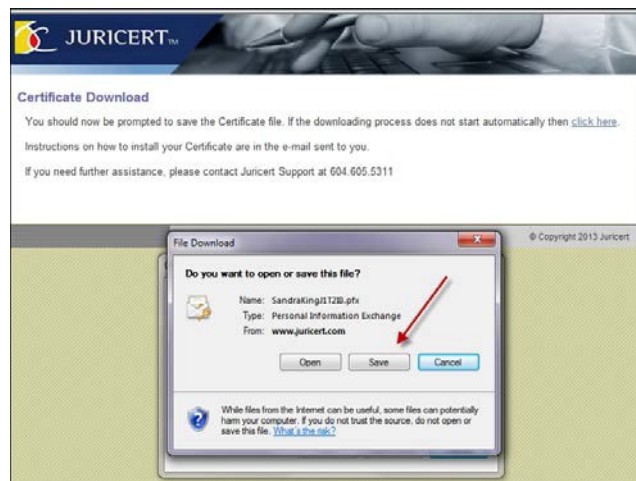 JURICERT™
Certificate Download
You should now be prompted to save the Certificate file. If the downloading process does not start automatically then click here.
Instructions on how to install your Certificate are in the e-mail sent to you.
If you need further assistance, please contact Juricert Support at 604.605.5311
© Copyright 2013 Juricert
File Download
Do you want to open or save this file?
Name: SandraKingJ1T2IB.pfx
Type: Personal Information Exchange
From: www.juricert.com
Open Save Cancel
While files from the Internet can be useful, some files can potentially
harm your computer. If you do not trust the source, do not open or
save this file. What's the risk?